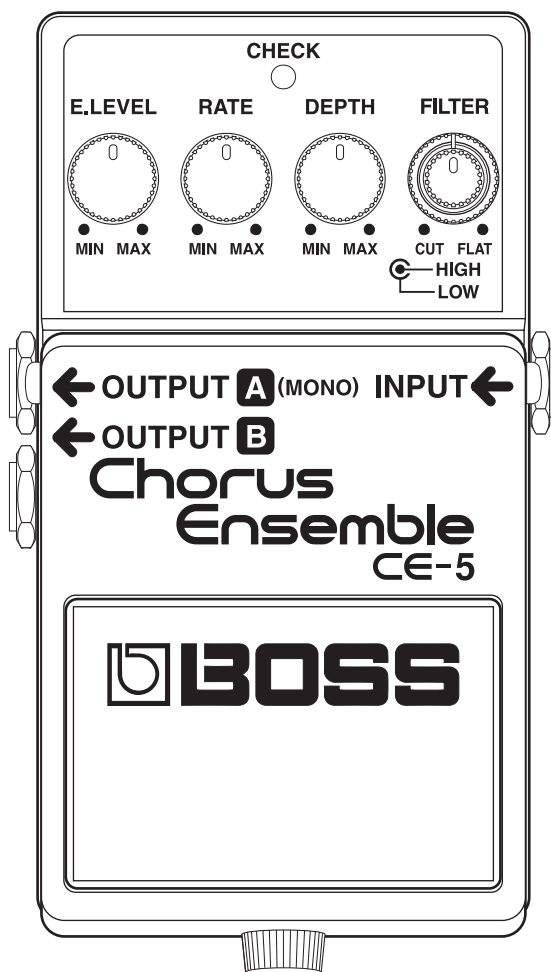 CHECK
E.LEVEL RATE DEPTH FILTER
MIN MAX MIN MAX MIN MAX CUT FLAT
HIGH
LOW
OUTPUT A (MONO) INPUT
OUTPUT B
Chorus
Ensemble
CE-5
BOSS